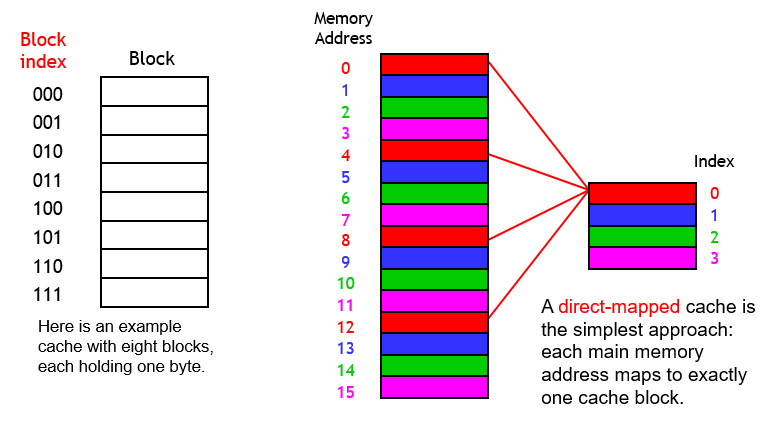 Block
index
Block
000
001
010
011
100
101
110
111
Here is an example
cache with eight blocks,
each holding one byte.
Memory
Address
0
1
2
3
4
5
6
7
8
9
10
11
12
13
14
15
Index
0
1
2
3
A direct-mapped cache is
the simplest approach:
each main memory
address maps to exactly
one cache block.